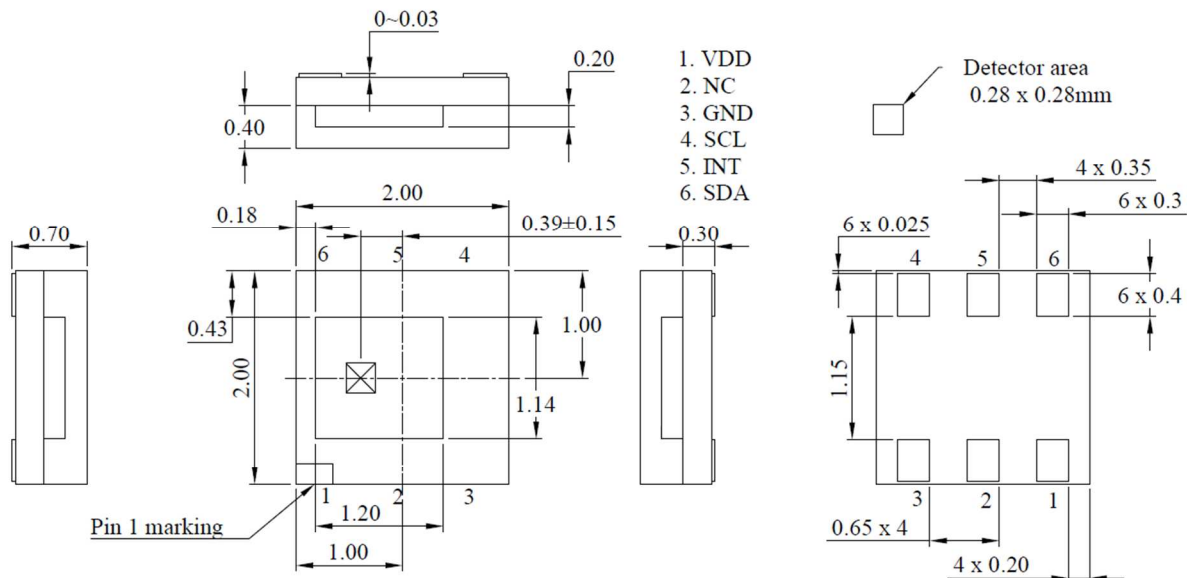 0~0.03
0.20
0.40
1. VDD
2. NC
3. GND
4. SCL
5. INT
6. SDA
Detector area
0.28 x 0.28mm
2.00
0.18
0.39±0.15
0.70
6 5 4
0.43
2.00
1.00
1.14
1 2 3
Pin 1 marking
1.20
1.00
0.30
4 x 0.35
6 x 0.3
6 x 0.025
4 5 6
6 x 0.4
1.15
3 2 1
0.65 x 4
4 x 0.20